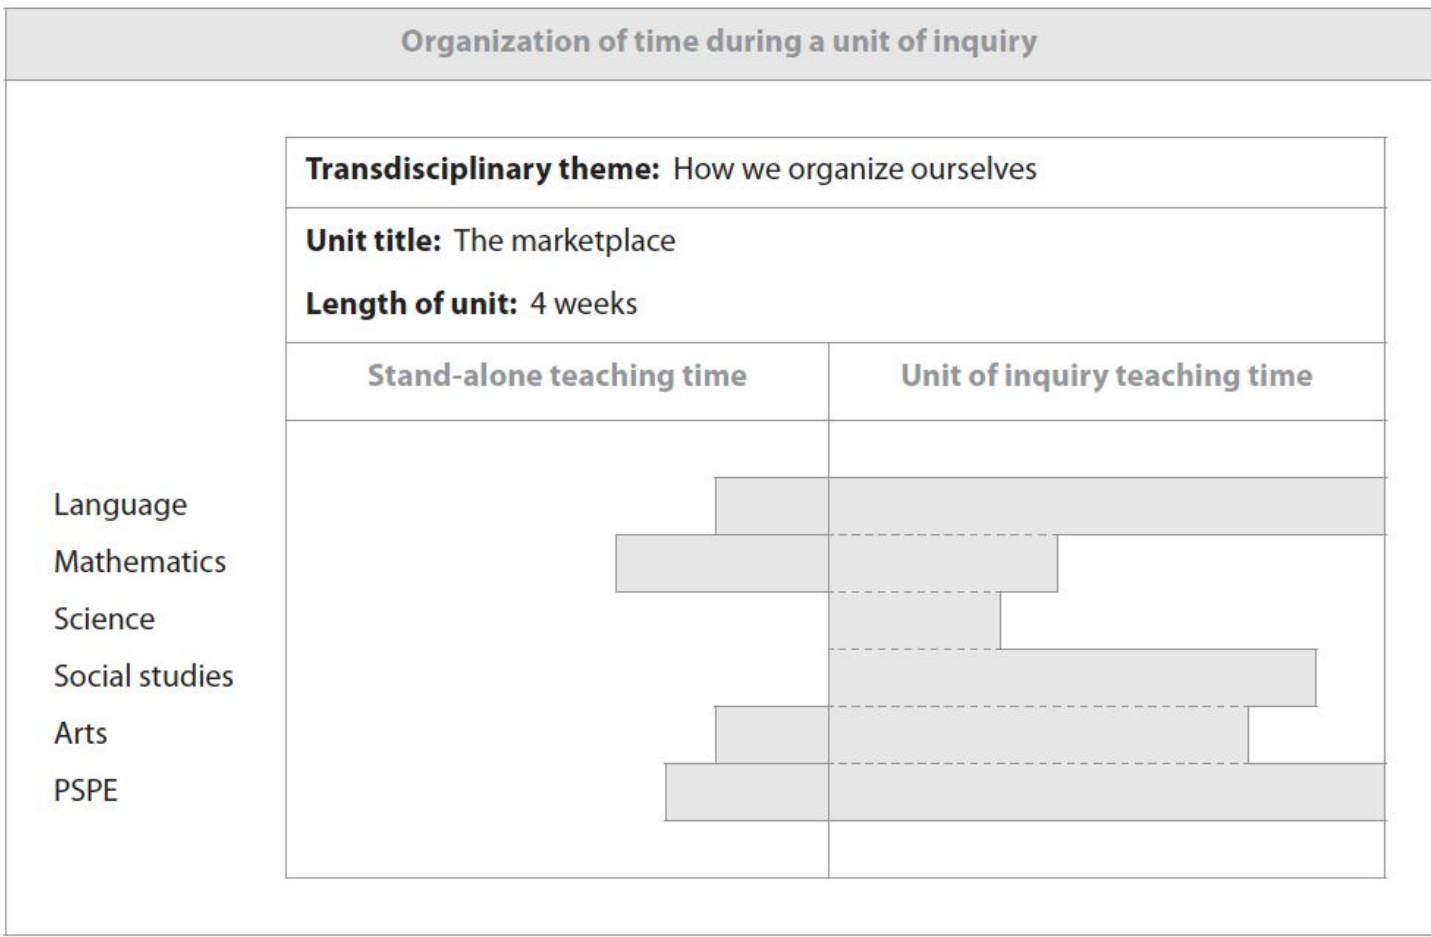 Organization of time during a unit of inquiry
Transdisciplinary theme: How we organize ourselves
Unit title: The marketplace
Length of unit: 4 weeks
Stand-alone teaching time
Unit of inquiry teaching time
Language
Mathematics
Science
Social studies
Arts
PSPE